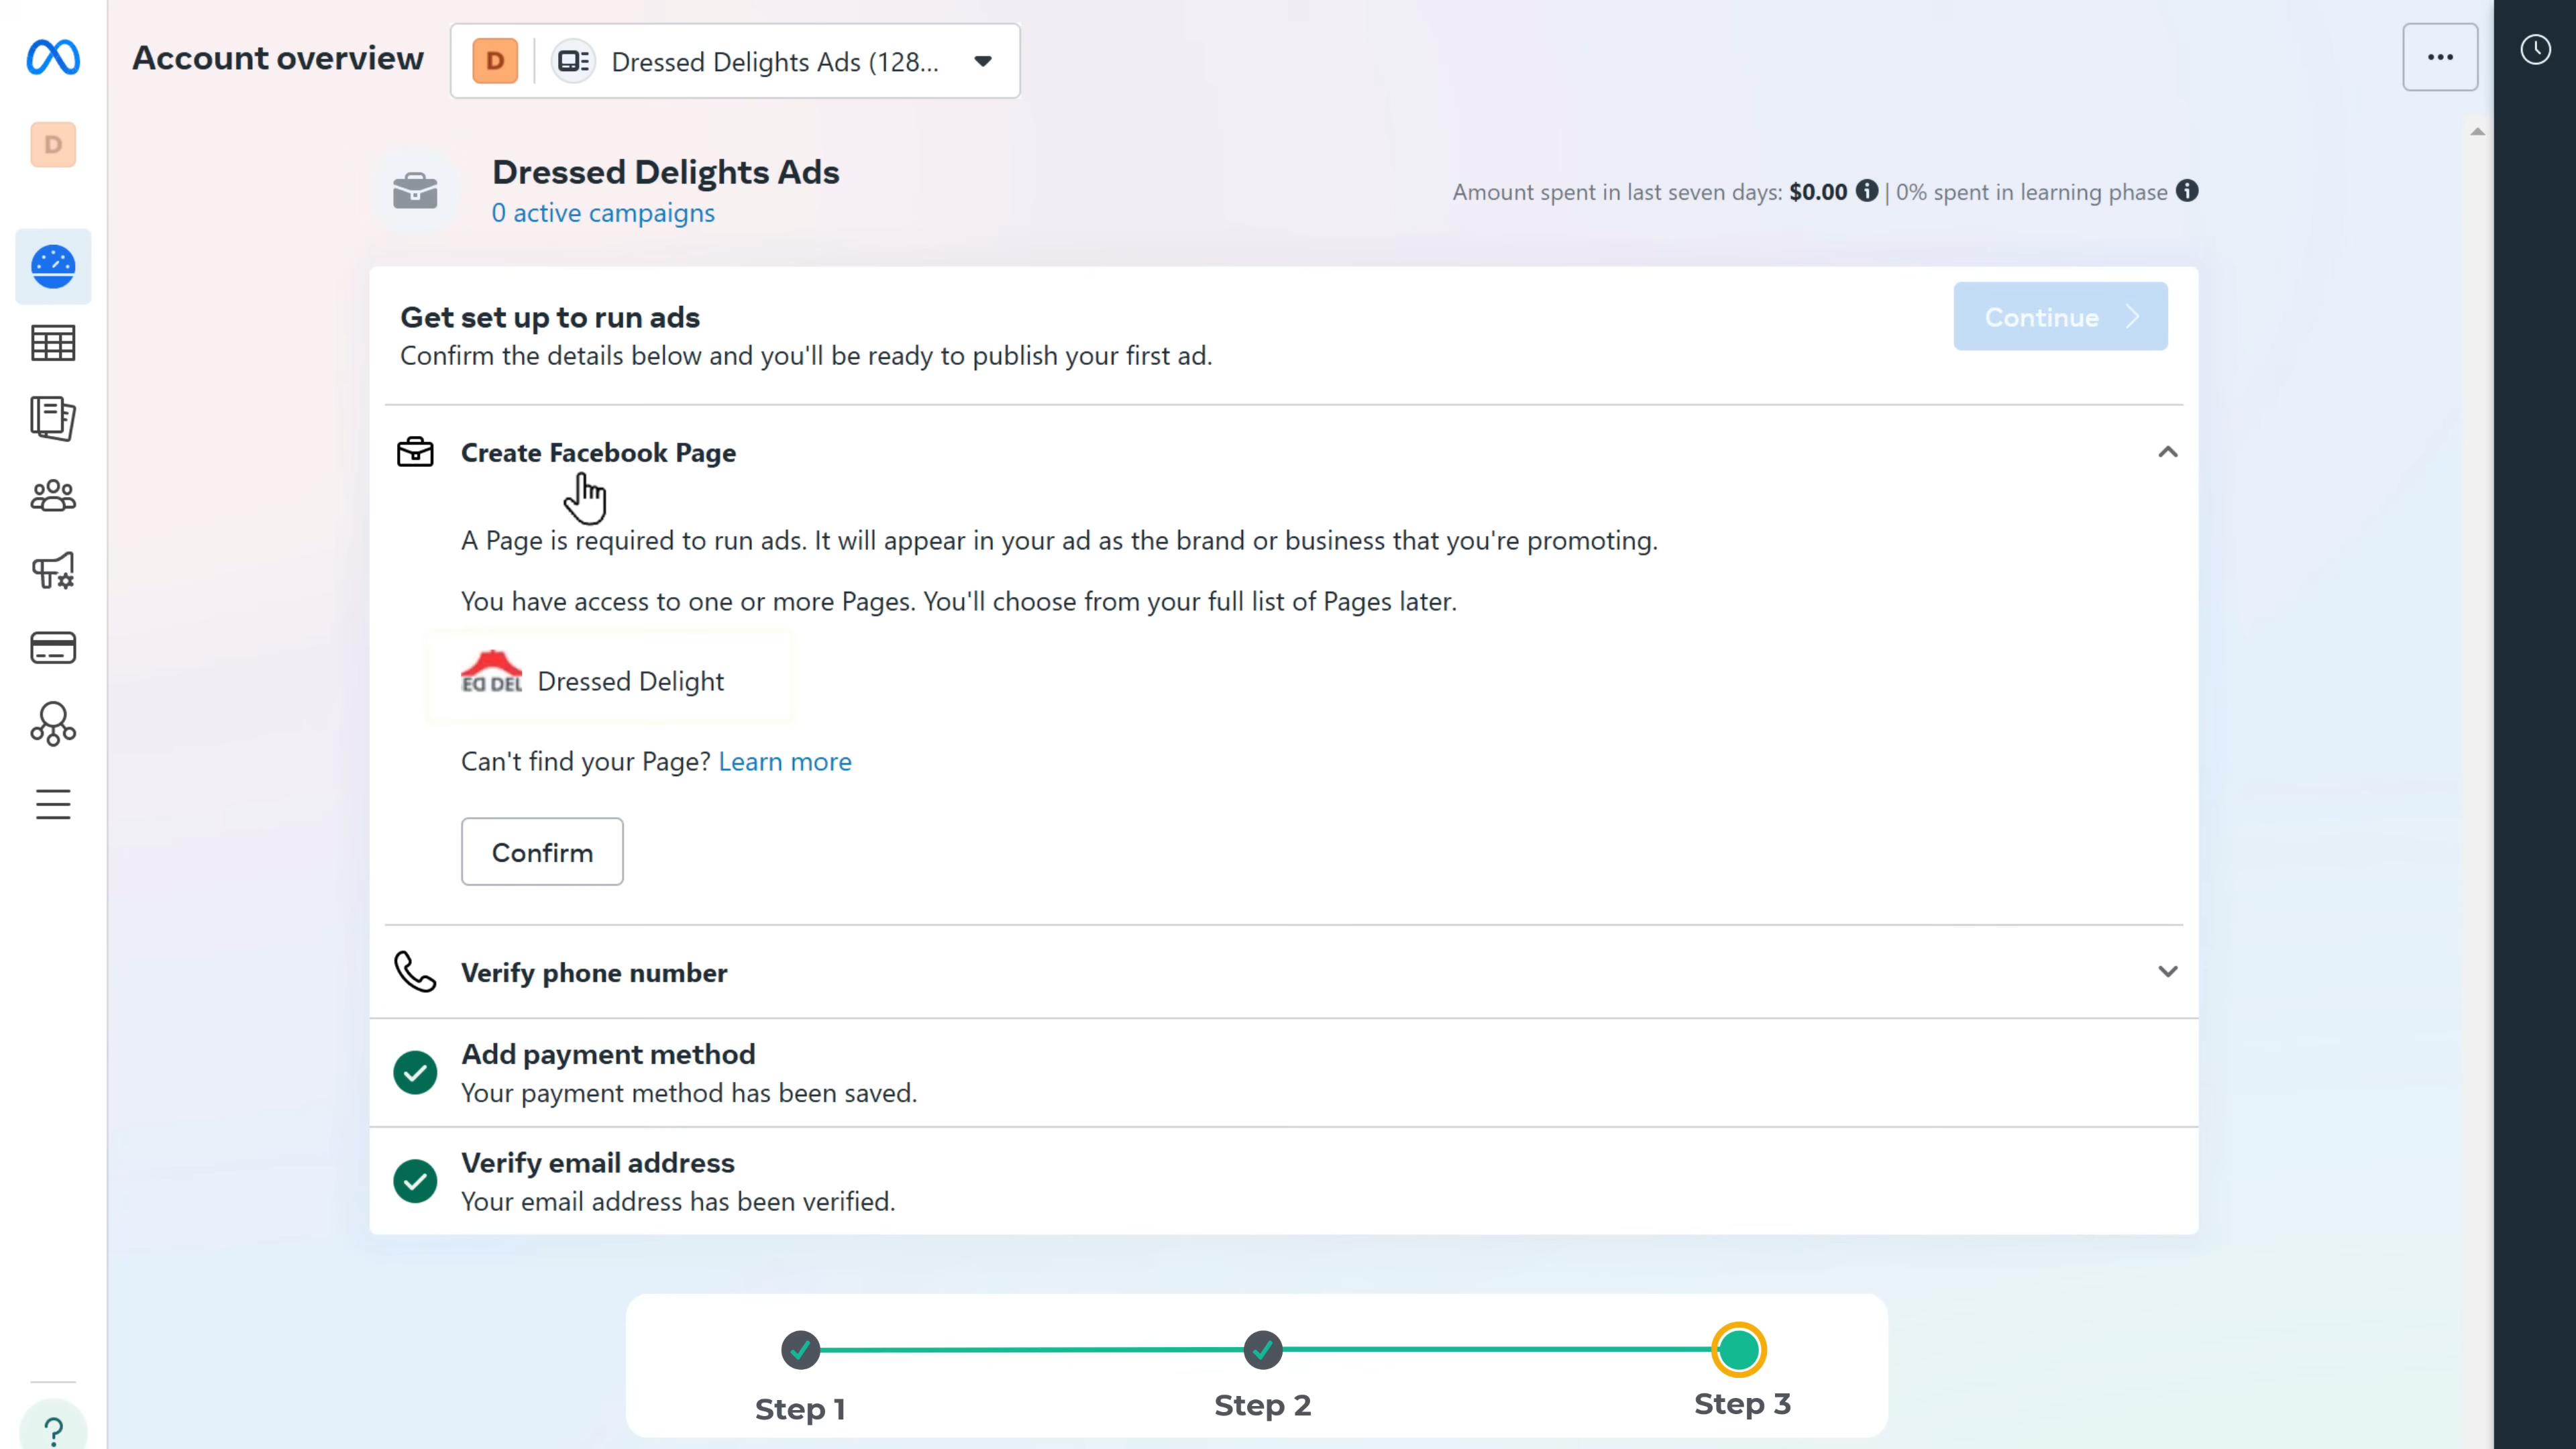 Account overview
D
Dressed Delights Ads (128...
D
Dressed Delights Ads
0 active campaigns
Amount spent in last seven days: $0.00 | 0% spent in learning phase
Get set up to run ads
Confirm the details below and you'll be ready to publish your first ad.
Continue
Create Facebook Page
A Page is required to run ads. It will appear in your ad as the brand or business that you're promoting.
You have access to one or more Pages. You'll choose from your full list of Pages later.
ED DEL
Dressed Delight
Can't find your Page? Learn more
Confirm
Verify phone number
Add payment method
Your payment method has been saved.
Verify email address
Your email address has been verified.
Step 1
Step 2
Step 3
?